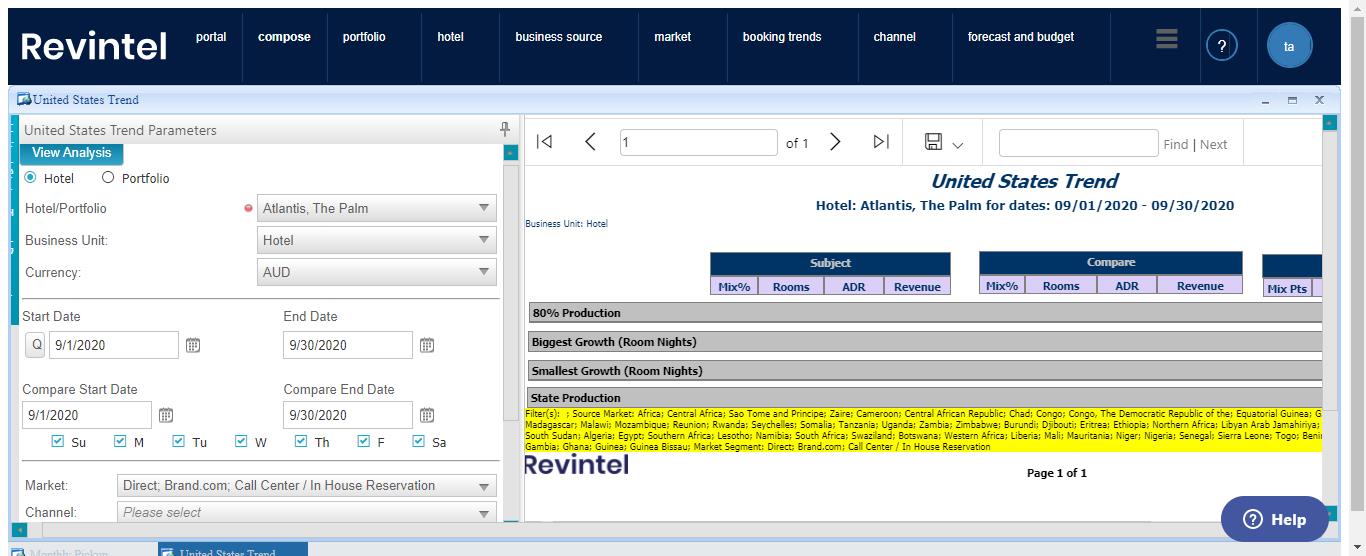 Revintel
portal compose portfolio hotel business source market booking trends channel forecast and budget ? ta
United States Trend
United States Trend Parameters
View Analysis
Hotel Portfolio
Hotel/Portfolio Atlantis, The Palm
Business Unit: Hotel
Currency: AUD
Start Date End Date
Q 9/1/2020 9/30/2020
Compare Start Date Compare End Date
9/1/2020 9/30/2020
Su M Tu W Th F Sa
Market: Direct; Brand.com; Call Center / In House Reservation
Channel: Please select
1 of 1 Find | Next
United States Trend
Hotel: Atlantis, The Palm for dates: 09/01/2020 - 09/30/2020
Business Unit: Hotel
Subject Compare
Mix% Rooms ADR Revenue Mix% Rooms ADR Revenue Mix Pts
80% Production
Biggest Growth (Room Nights)
Smallest Growth (Room Nights)
State Production
Filter(s): ; Source Market: Africa; Central Africa; Sao Tome and Principe; Zaire; Cameroon; Central African Republic; Chad; Congo; Congo, The Democratic Republic of the; Equatorial Guinea; G
Madagascar; Malawi; Mozambique; Reunion; Rwanda; Seychelles; Somalia; Tanzania; Uganda; Zambia; Zimbabwe; Burundi; Djibouti; Eritrea; Ethiopia; Northern Africa; Libyan Arab Jamahiriya;
South Sudan; Algeria; Egypt; Southern Africa; Lesotho; Namibia; South Africa; Swaziland; Botswana; Western Africa; Liberia; Mali; Mauritania; Niger; Nigeria; Senegal; Sierra Leone; Togo; Beni
Gambia; Ghana; Guinea; Guinea Bissau; Market Segment: Direct; Brand.com; Call Center / In House Reservation
Revintel
Page 1 of 1
Help
Monthly Pickup United States Trend